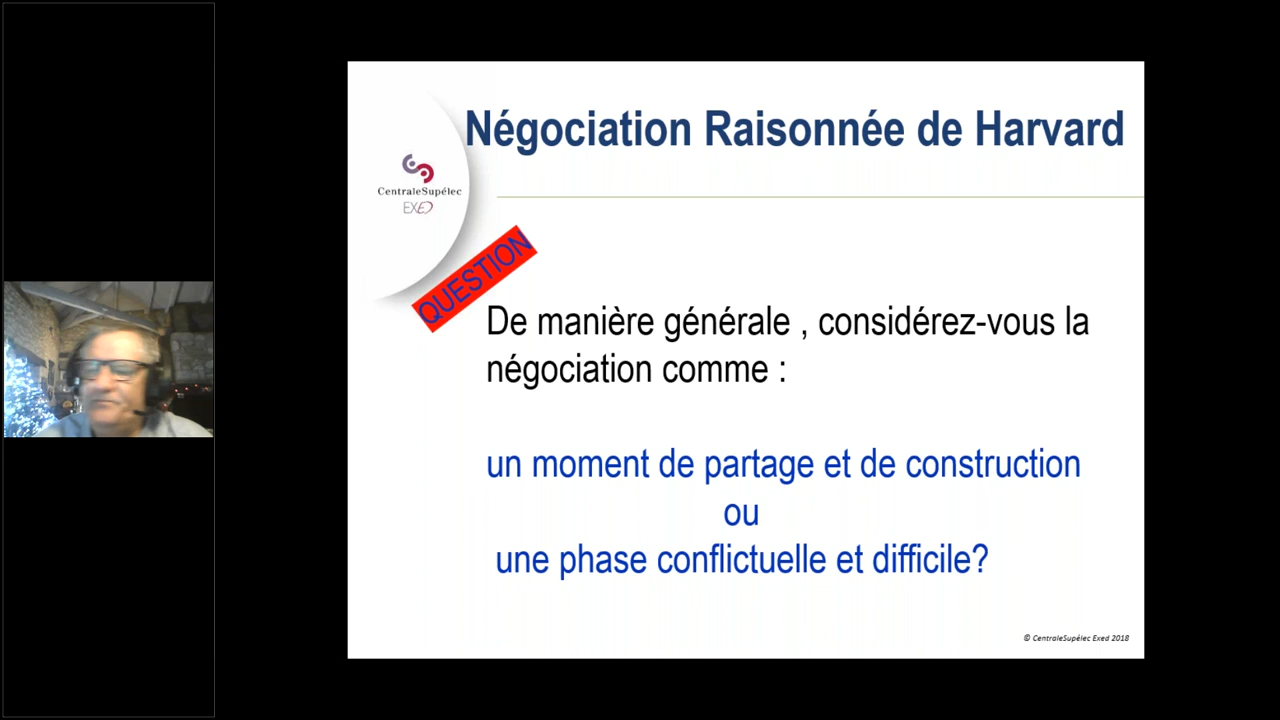 Négociation Raisonnée de Harvard
CentraleSupélec
EXED
QUESTION
De manière générale , considérez-vous la
négociation comme :
un moment de partage et de construction
ou
une phase conflictuelle et difficile?
© CentraleSupélec Exed 2018